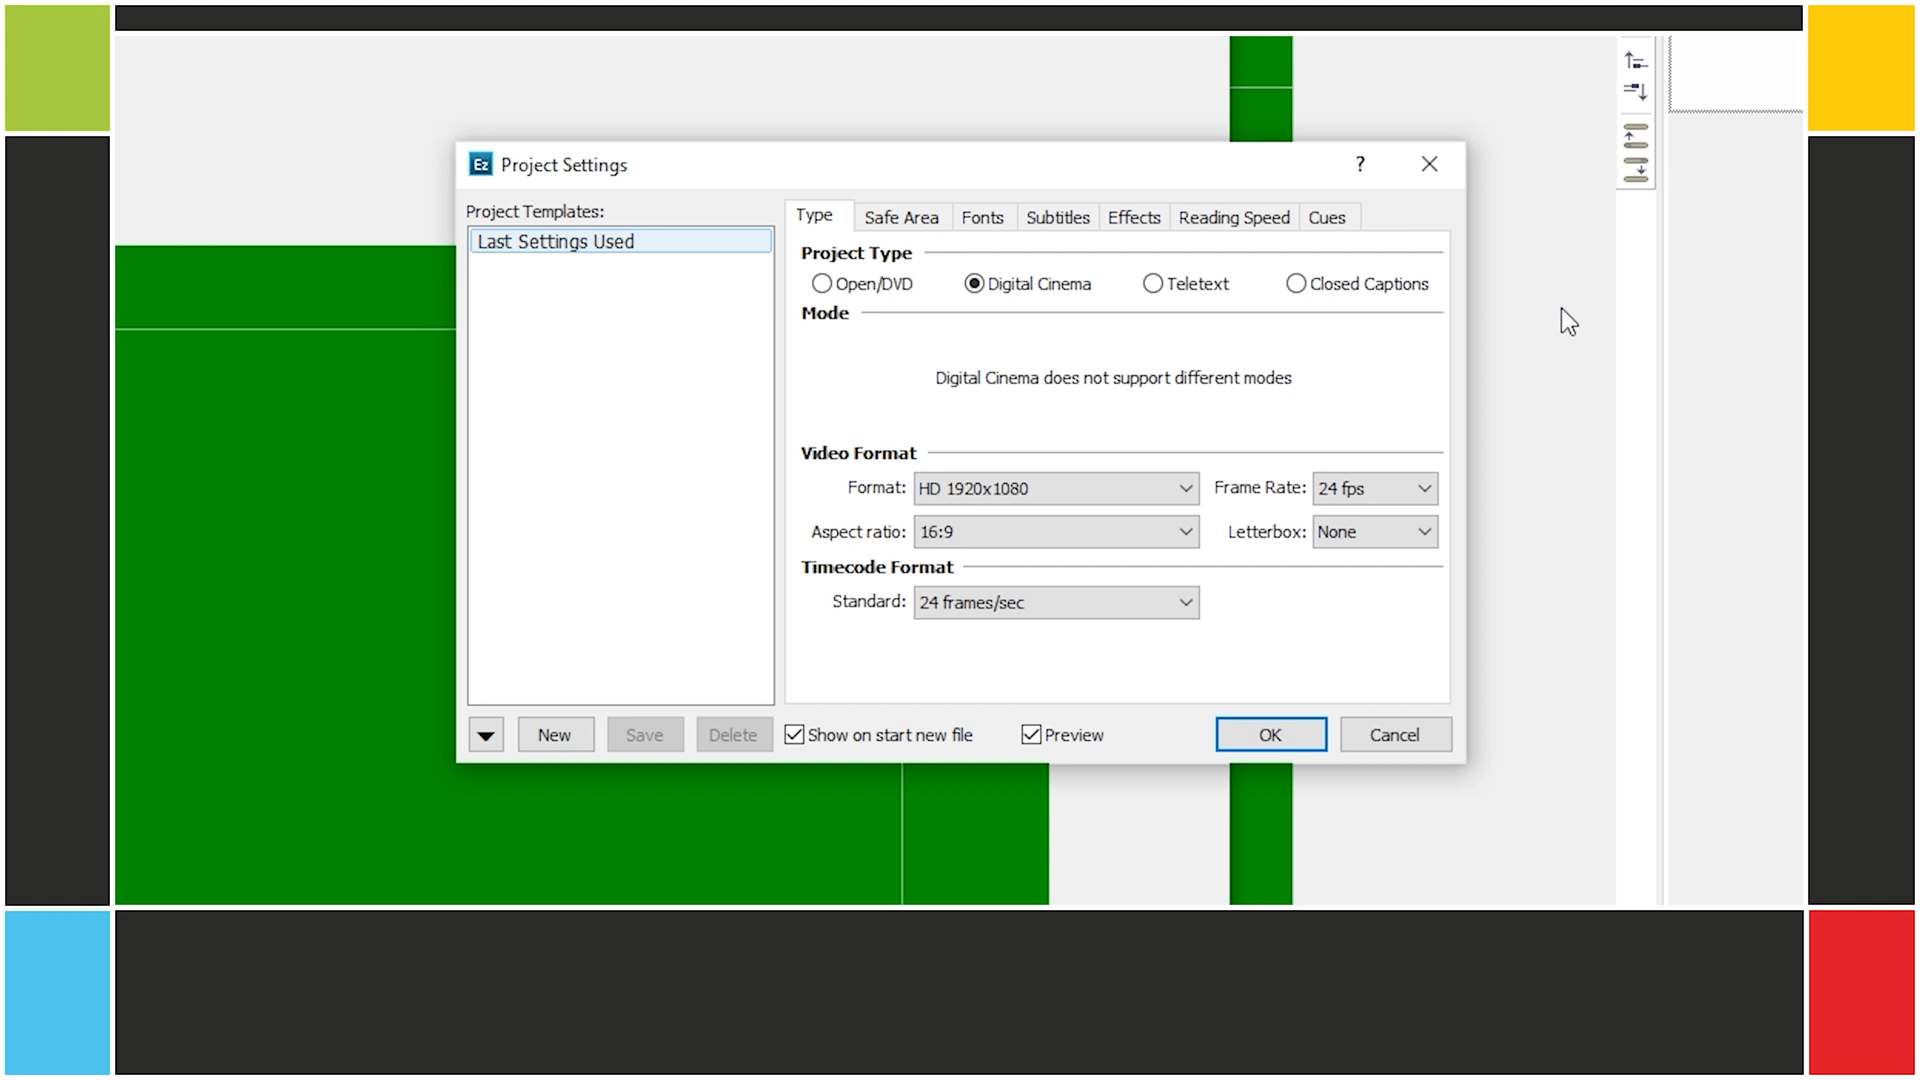 Ez Project Settings ?
Project Templates:
Last Settings Used
Type Safe Area Fonts Subtitles Effects Reading Speed Cues
Project Type
Open/DVD Digital Cinema Teletext Closed Captions
Mode
Digital Cinema does not support different modes
Video Format
Format: HD 1920x1080 Frame Rate: 24 fps
Aspect ratio: 16:9 Letterbox: None
Timecode Format
Standard: 24 frames/sec
New Save Delete Show on start new file Preview OK Cancel